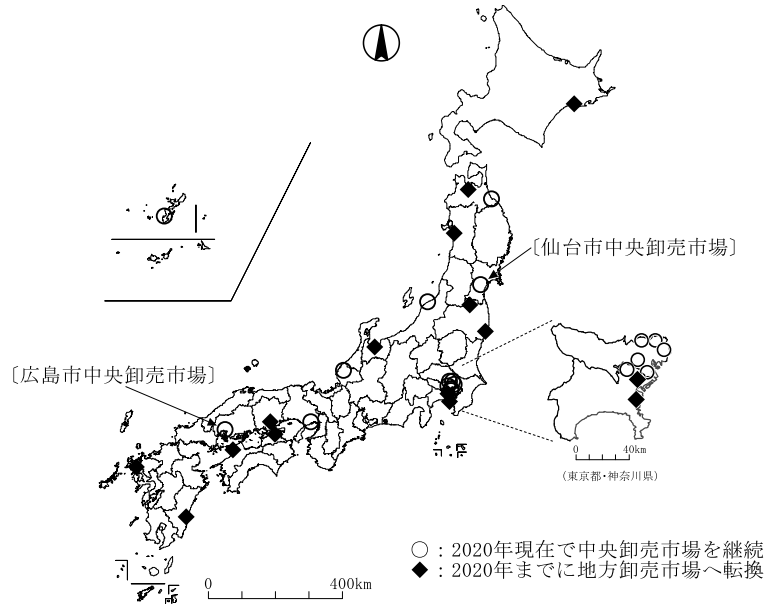 〔仙台市中央卸売市場〕
〔広島市中央卸売市場〕
0 40km
(東京都・神奈川県)
○：2020年現在で中央卸売市場を継続
◆：2020年までに地方卸売市場へ転換
0 400km